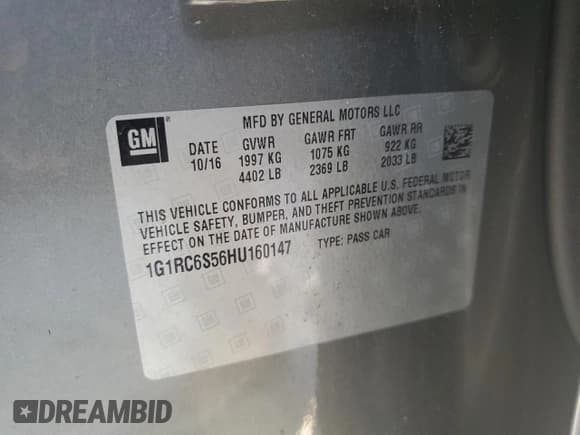 GM
MFD BY GENERAL MOTORS LLC
DATE GVWR GAWR FRT GAWR RR
10/16 1997 KG 1075 KG 922 KG
4402 LB 2369 LB 2033 LB
THIS VEHICLE CONFORMS TO ALL APPLICABLE U.S. FEDERAL MOTOR
VEHICLE SAFETY, BUMPER, AND THEFT PREVENTION STANDARDS IN
EFFECT ON THE DATE OF MANUFACTURE SHOWN ABOVE.
1G1RC6S56HU160147 TYPE: PASS CAR
DREAMBID